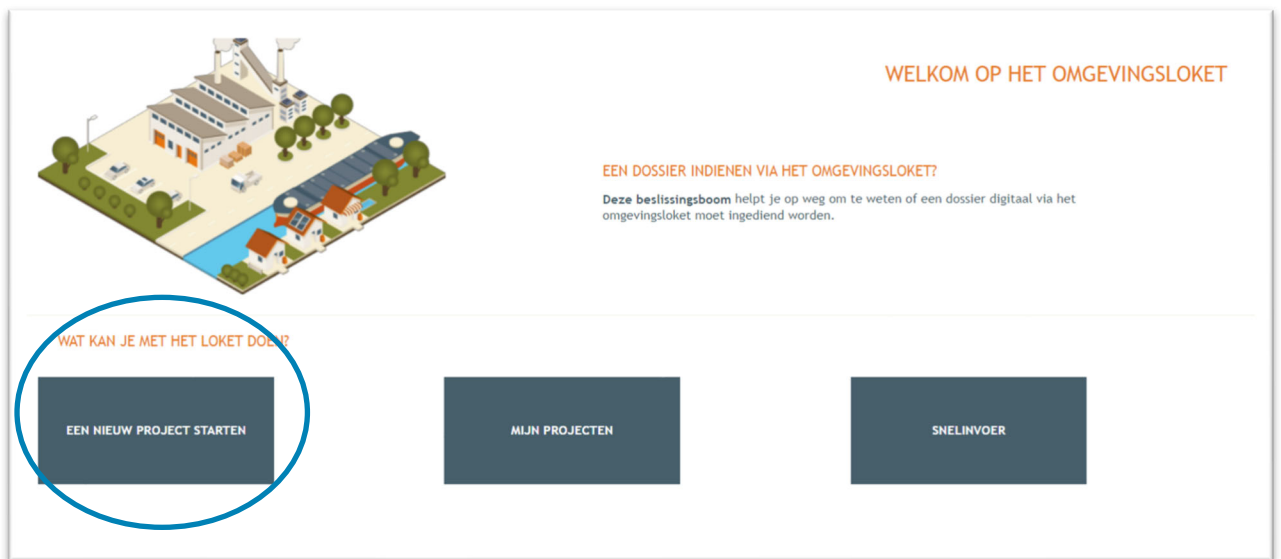 WELKOM OP HET OMGEVINGSLOKET
EEN DOSSIER INDIENEN VIA HET OMGEVINGSLOKET?
Deze beslissingsboom helpt je op weg om te weten of een dossier digitaal via het
omgevingsloket moet ingediend worden.
WAT KAN JE MET HET LOKET DOEN?
EEN NIEUW PROJECT STARTEN
MIJN PROJECTEN
SNELINVOER